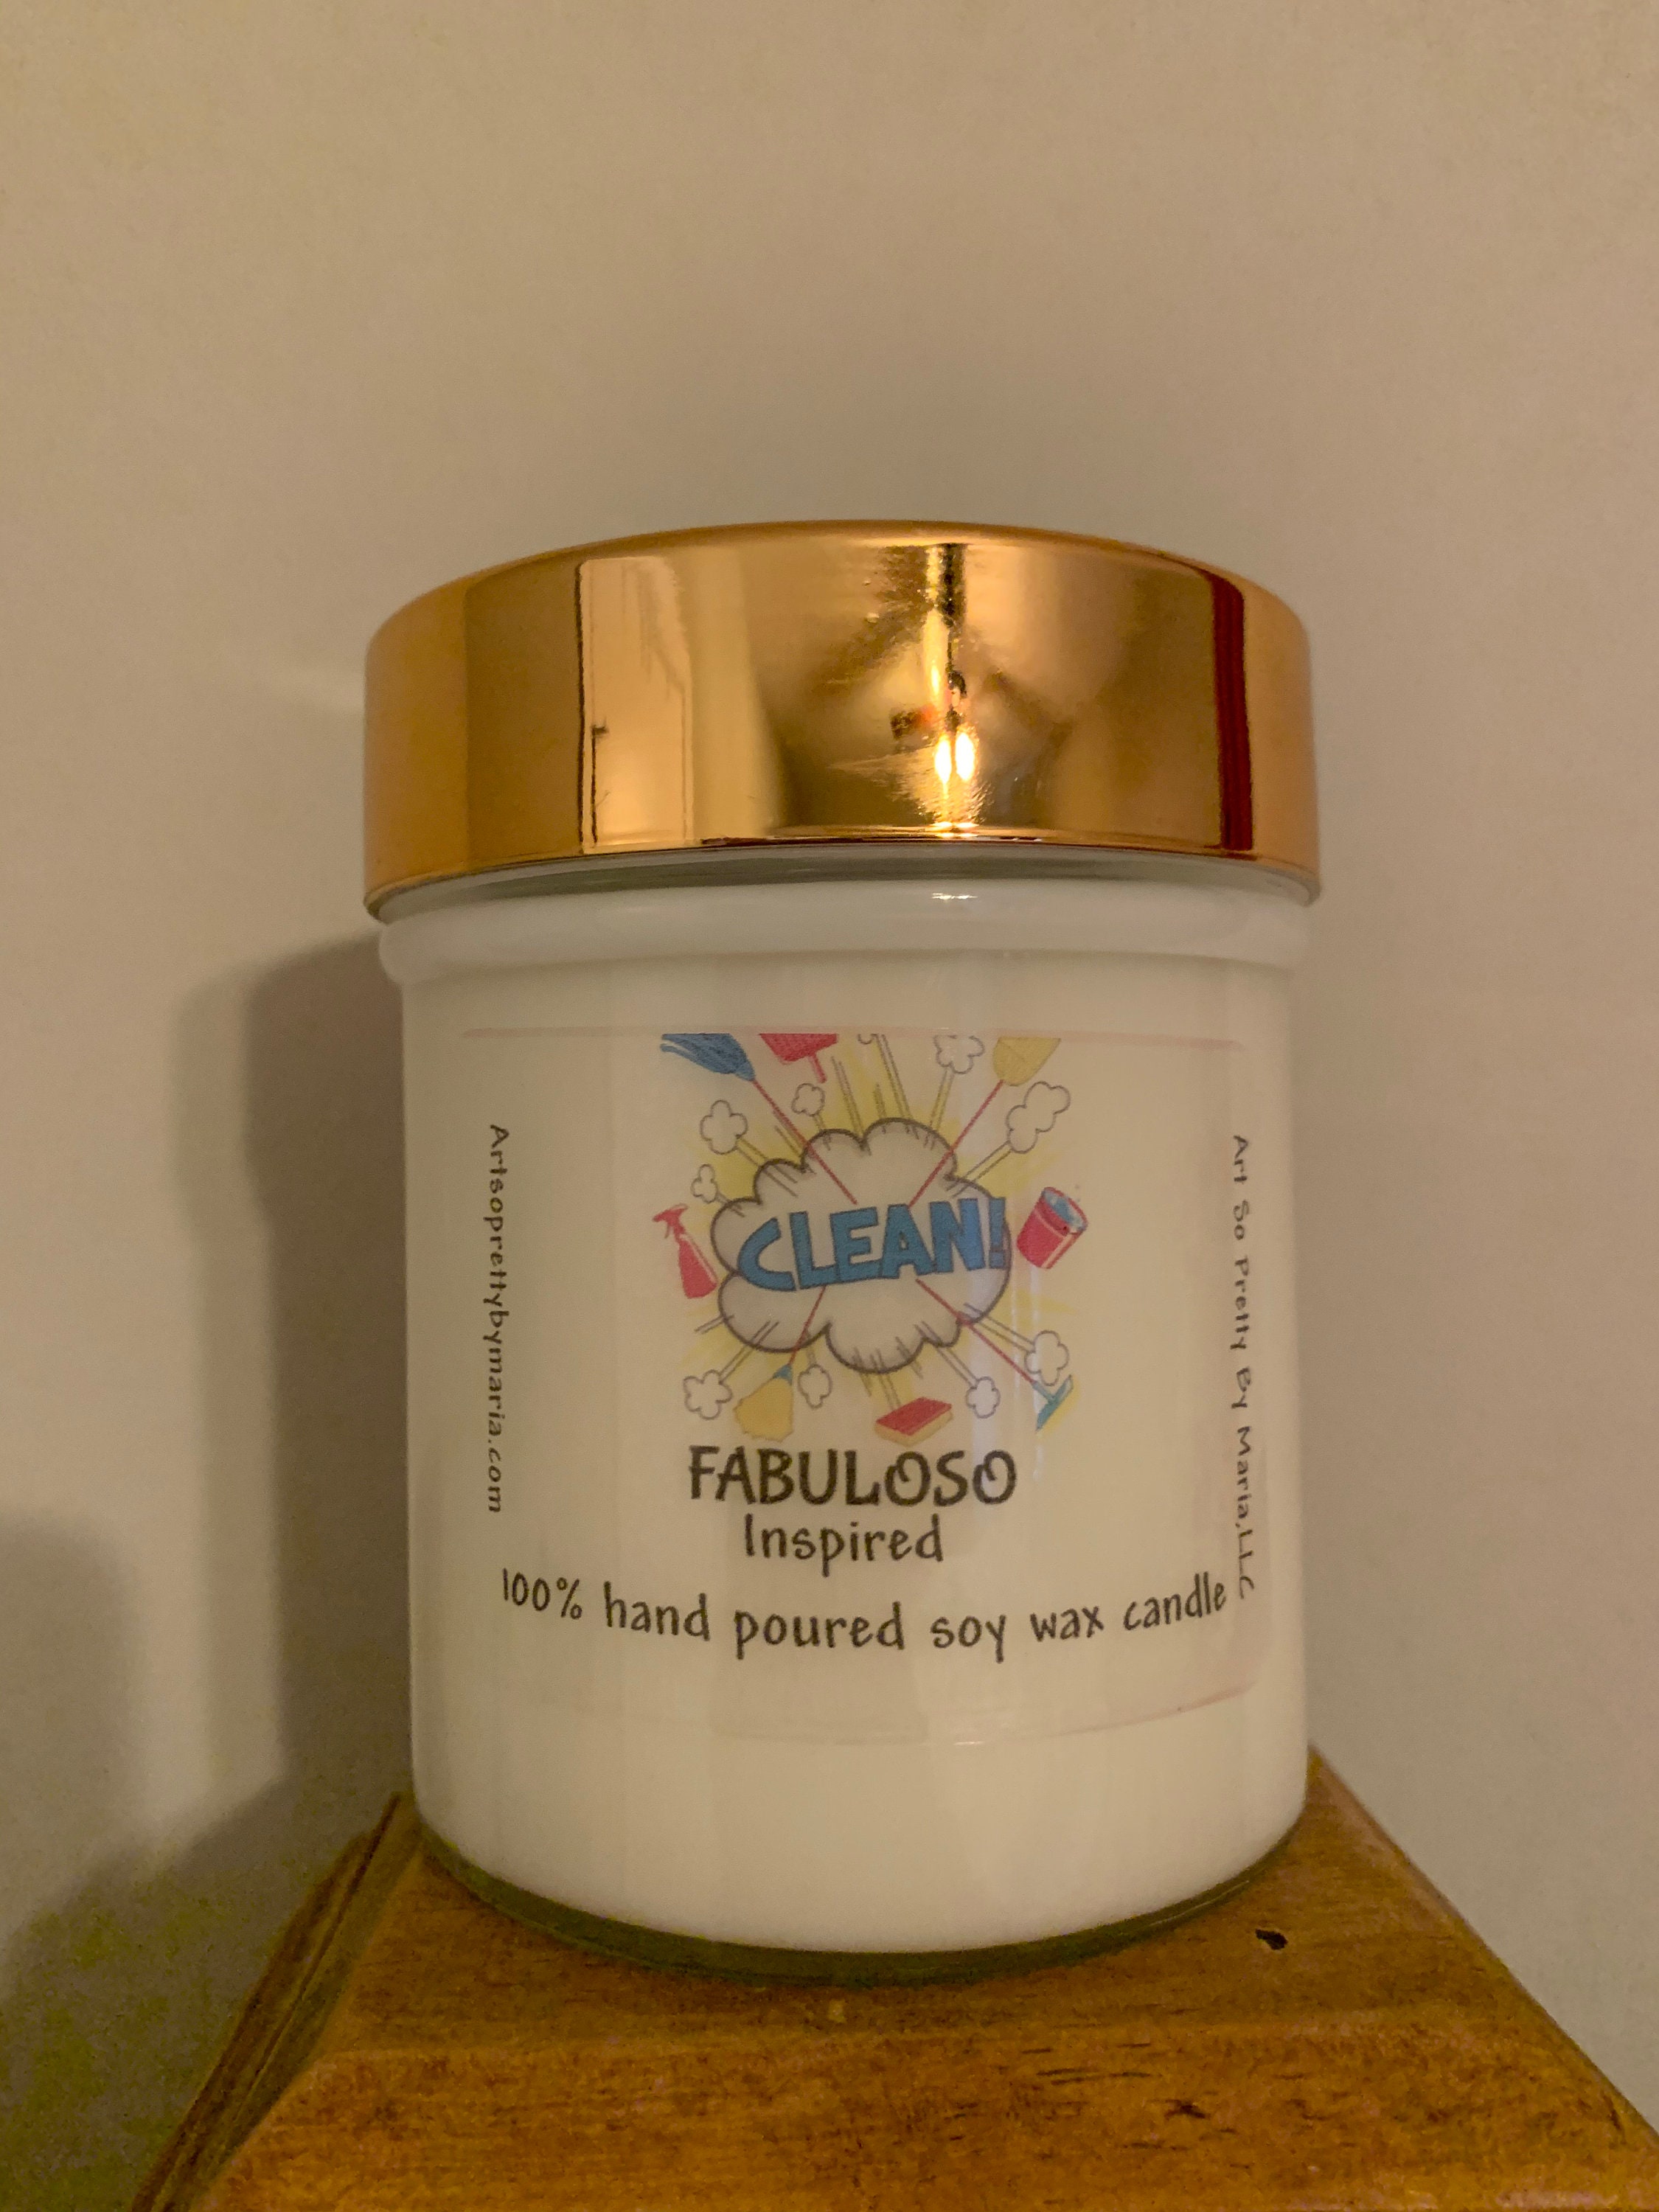 CLEAN!
FABULOSO
Inspired
100% hand poured soy wax candle
Artsoprettybymaria.com
Art So Pretty By Maria,LLC